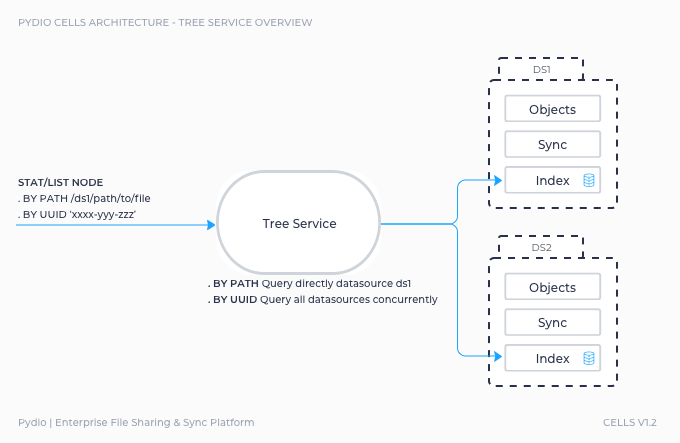 PYDIO CELLS ARCHITECTURE - TREE SERVICE OVERVIEW
DS1
Objects
Sync
Index
STAT/LIST NODE
. BY PATH /ds1/path/to/file
. BY UUID 'xxxx-yyy-zzz'
Tree Service
. BY PATH Query directly datasource ds1
. BY UUID Query all datasources concurrently
DS2
Objects
Sync
Index
Pydio | Enterprise File Sharing & Sync Platform
CELLS V1.2